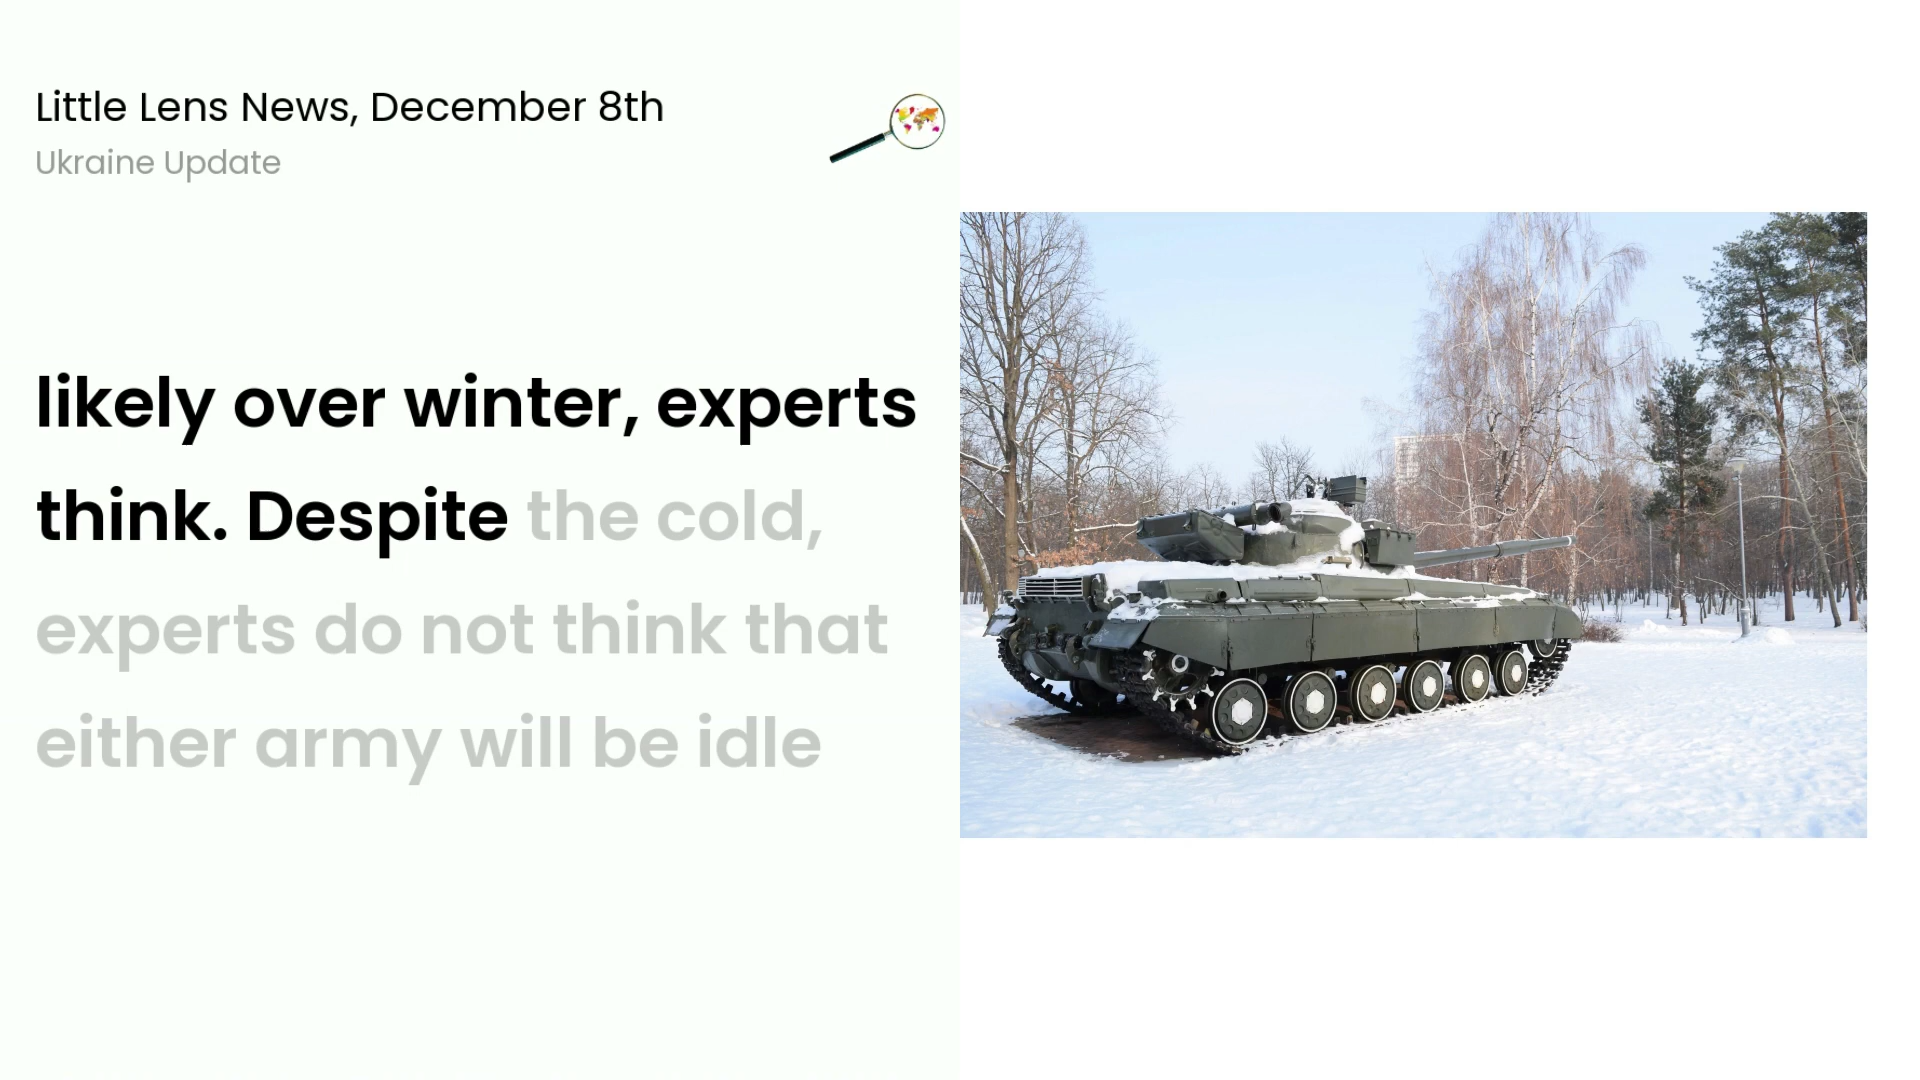 Little Lens News, December 8th
Ukraine Update
likely over winter, experts
think. Despite the cold,
experts do not think that
either army will be idle